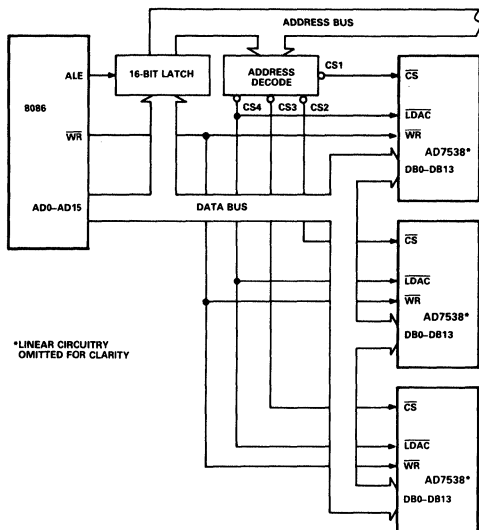 ADDRESS BUS
8086
ALE
16-BIT LATCH
ADDRESS
DECODE
CS1
CS4
CS3
CS2
WR
AD0–AD15
DATA BUS
CS
LDAC
WR
AD7538*
DB0–DB13
CS
LDAC
WR
AD7538*
DB0–DB13
CS
LDAC
WR
AD7538*
DB0–DB13
*LINEAR CIRCUITRY
OMITTED FOR CLARITY